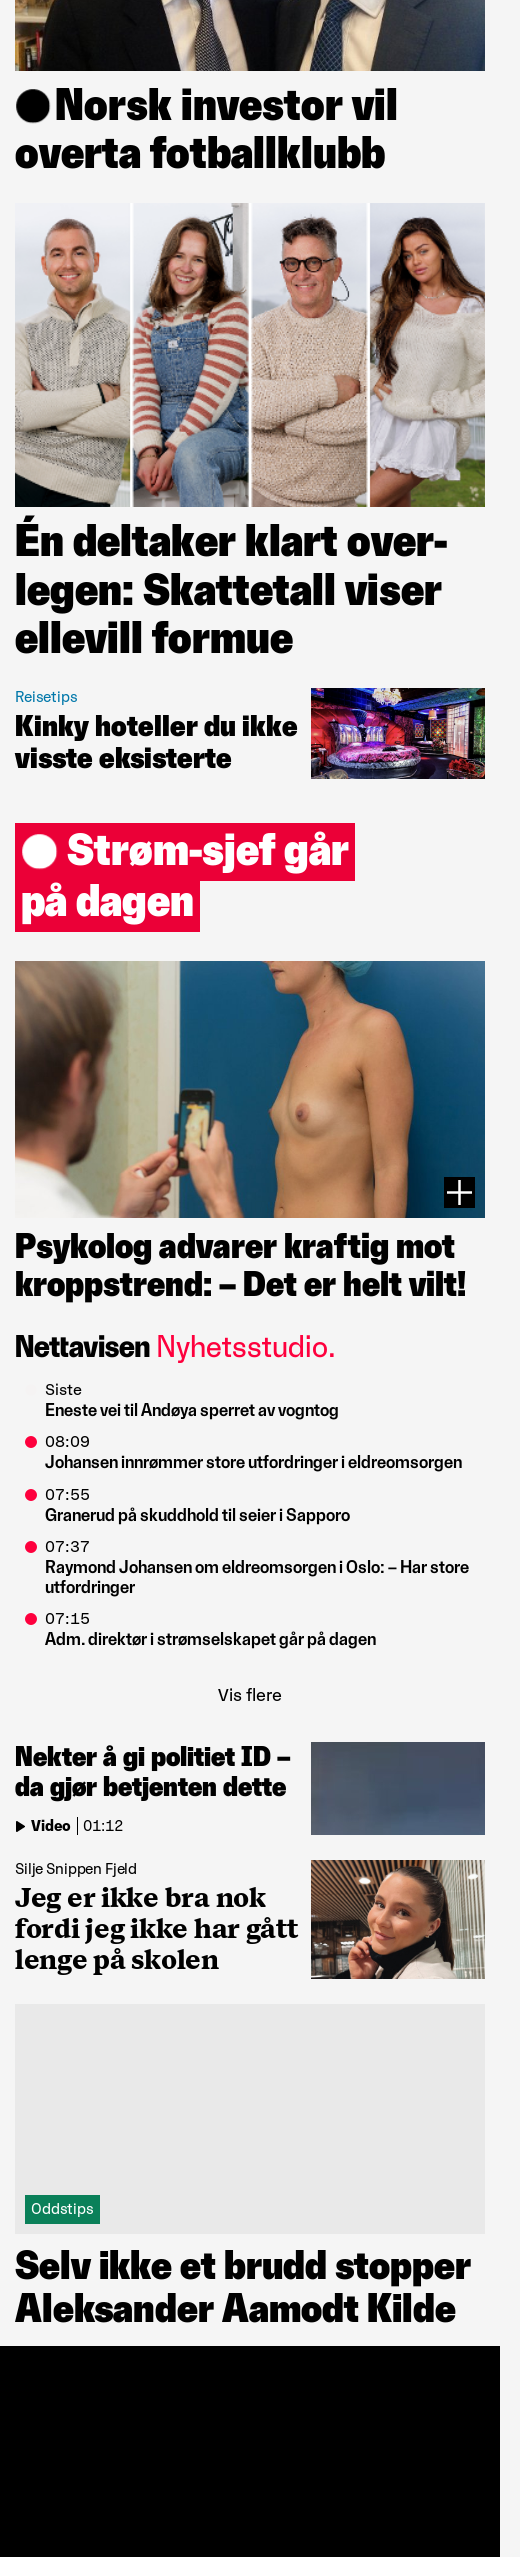 Norsk investor vil
overta fotballklubb
Én deltaker klart over-
legen: Skattetall viser
ellevill formue
Reisetips
Kinky hoteller du ikke
visste eksisterte
Strøm-sjef går
på dagen
Psykolog advarer kraftig mot
kroppstrend: – Det er helt vilt!
Nettavisen Nyhetsstudio.
Siste
Eneste vei til Andøya sperret av vogntog
08:09
Johansen innrømmer store utfordringer i eldreomsorgen
07:55
Granerud på skuddhold til seier i Sapporo
07:37
Raymond Johansen om eldreomsorgen i Oslo: – Har store
utfordringer
07:15
Adm. direktør i strømselskapet går på dagen
Vis flere
Nekter å gi politiet ID –
da gjør betjenten dette
Video | 01:12
Silje Snippen Fjeld
Jeg er ikke bra nok
fordi jeg ikke har gått
lenge på skolen
Oddstips
Selv ikke et brudd stopper
Aleksander Aamodt Kilde